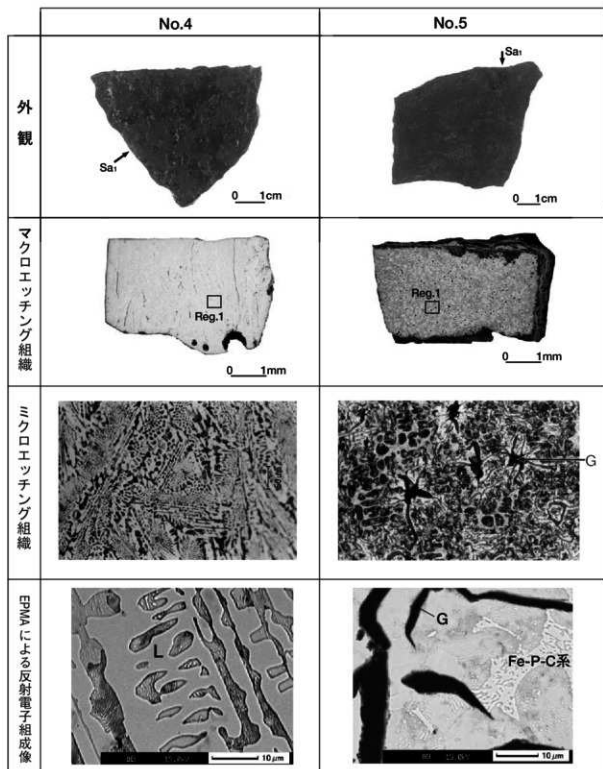 No.4
No.5
外観
Sa₁
0 1cm
Sa₁
0 1cm
マクロエッチング組織
Reg.1
0 1mm
Reg.1
0 1mm
ミクロエッチング組織
G
EPMAによる反射電子組成像
L
10μm
G
Fe-P-C系
10μm